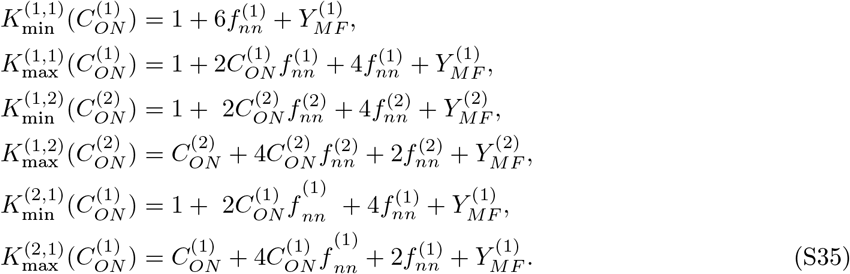 K_{\min}^{(1,1)}(C_{ON}^{(1)}) = 1 + 6f_{nn}^{(1)} + Y_{MF}^{(1)},
K_{\max}^{(1,1)}(C_{ON}^{(1)}) = 1 + 2C_{ON}^{(1)} f_{nn}^{(1)} + 4f_{nn}^{(1)} + Y_{MF}^{(1)},
K_{\min}^{(1,2)}(C_{ON}^{(2)}) = 1 + 2C_{ON}^{(2)} f_{nn}^{(2)} + 4f_{nn}^{(2)} + Y_{MF}^{(2)},
K_{\max}^{(1,2)}(C_{ON}^{(2)}) = C_{ON}^{(2)} + 4C_{ON}^{(2)} f_{nn}^{(2)} + 2f_{nn}^{(2)} + Y_{MF}^{(2)},
K_{\min}^{(2,1)}(C_{ON}^{(1)}) = 1 + 2C_{ON}^{(1)} f_{nn}^{(1)} + 4f_{nn}^{(1)} + Y_{MF}^{(1)},
K_{\max}^{(2,1)}(C_{ON}^{(1)}) = C_{ON}^{(1)} + 4C_{ON}^{(1)} f_{nn}^{(1)} + 2f_{nn}^{(1)} + Y_{MF}^{(1)}. (S35)